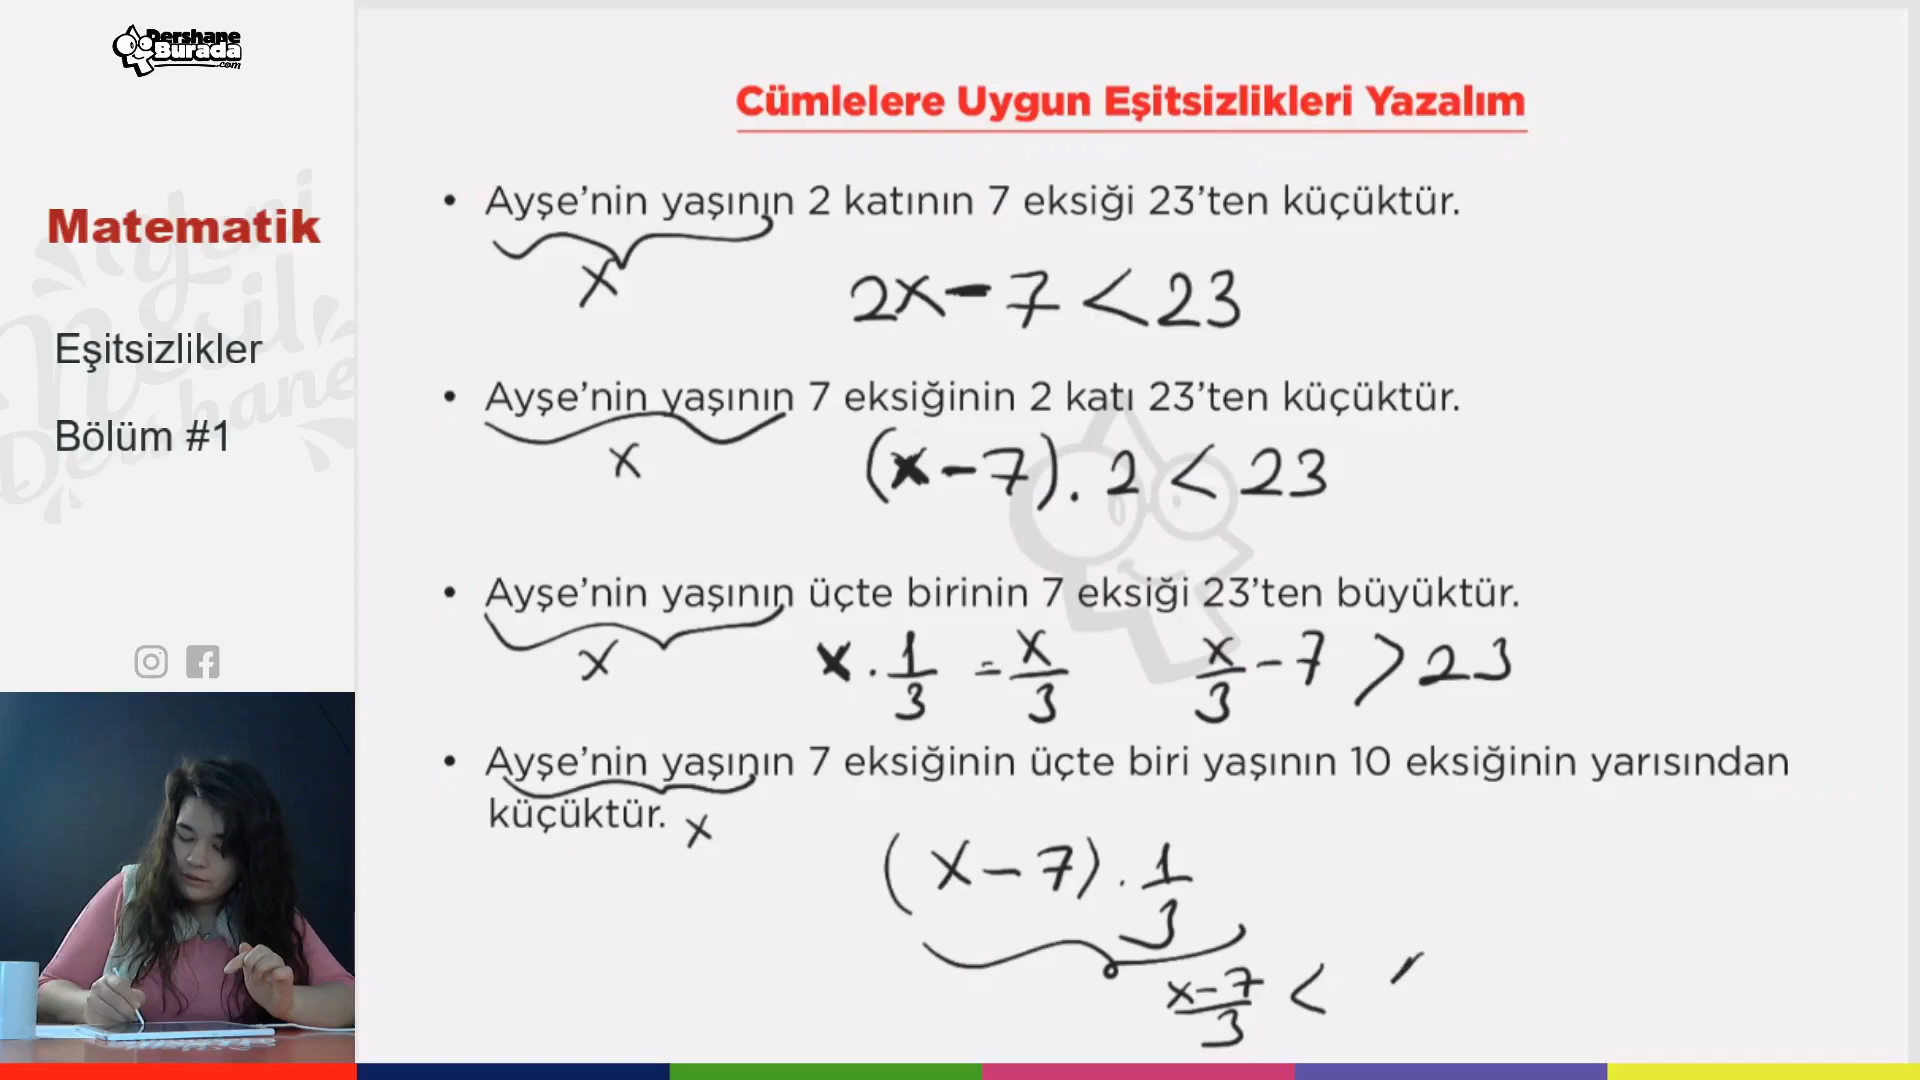 Dershane
Burada
.com
Matematik
Eşitsizlikler
Bölüm #1
Yeni
Nesil
Dershane
Cümlelere Uygun Eşitsizlikleri Yazalım
• Ayşe'nin yaşının 2 katının 7 eksiği 23'ten küçüktür.
x 2x - 7 < 23
• Ayşe'nin yaşının 7 eksiğinin 2 katı 23'ten küçüktür.
x (x - 7) . 2 < 23
• Ayşe'nin yaşının üçte birinin 7 eksiği 23'ten büyüktür.
x x . 1/3 = x/3 x/3 - 7 > 23
• Ayşe'nin yaşının 7 eksiğinin üçte biri yaşının 10 eksiğinin yarısından
küçüktür. x
(x - 7) . 1/3
x-7/3 <